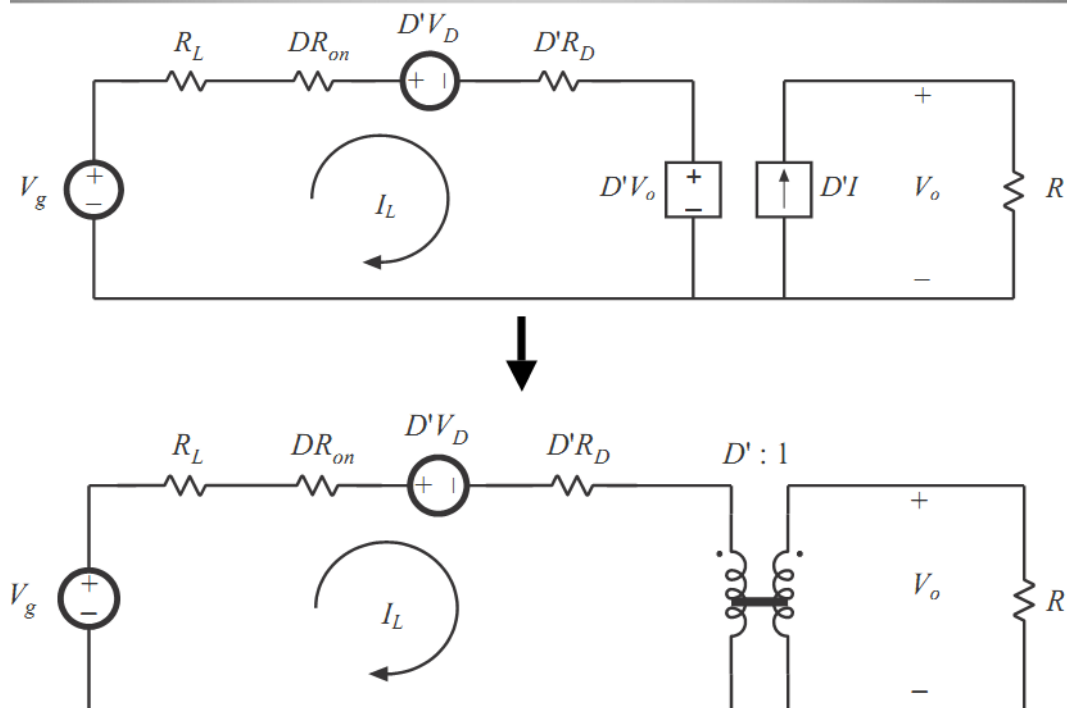 R_L DR_on D'V_D D'R_D
+ −
+
V_g + − I_L D'V_o + − D'I V_o R
−
R_L DR_on D'V_D D'R_D D' : 1
+ −
+
V_g + − I_L V_o R
−